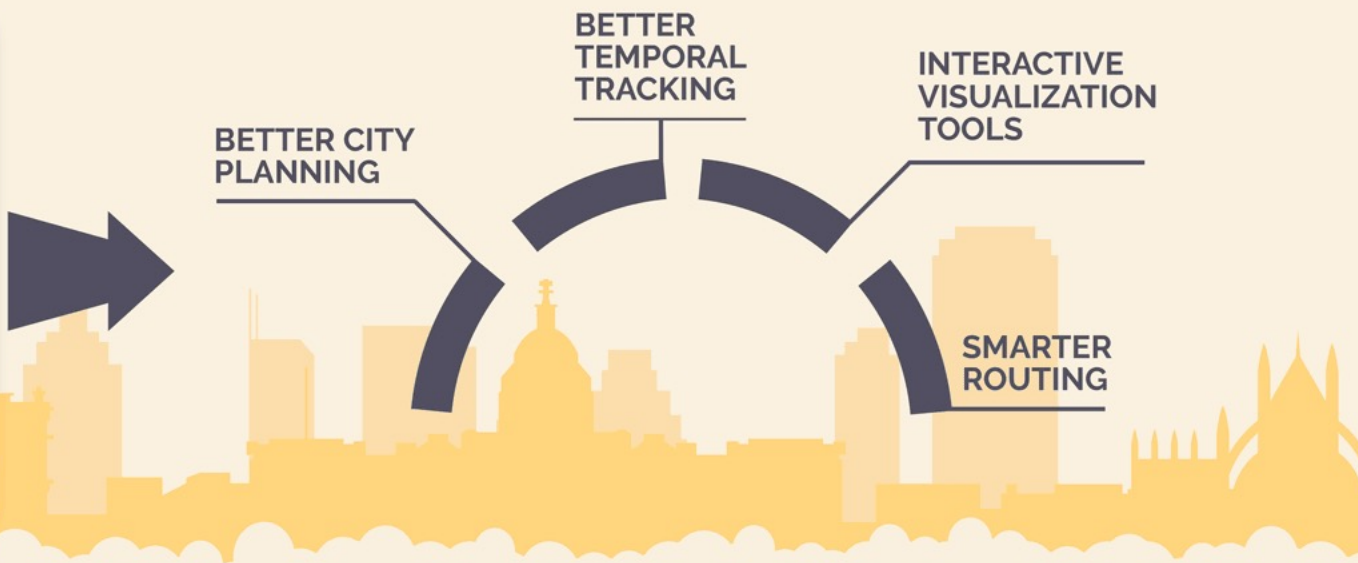 BETTER CITY
PLANNING
BETTER
TEMPORAL
TRACKING
INTERACTIVE
VISUALIZATION
TOOLS
SMARTER
ROUTING